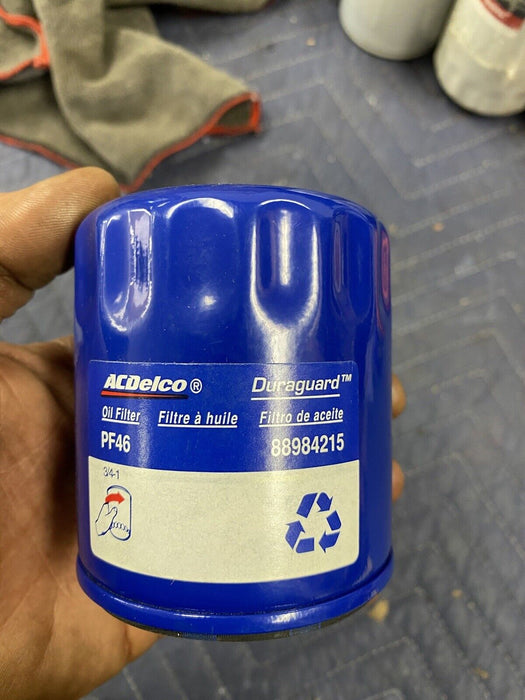 ACDelco® Duraguard™
Oil Filter Filtre à huile Filtro de aceite
PF46 88984215
3/4-1